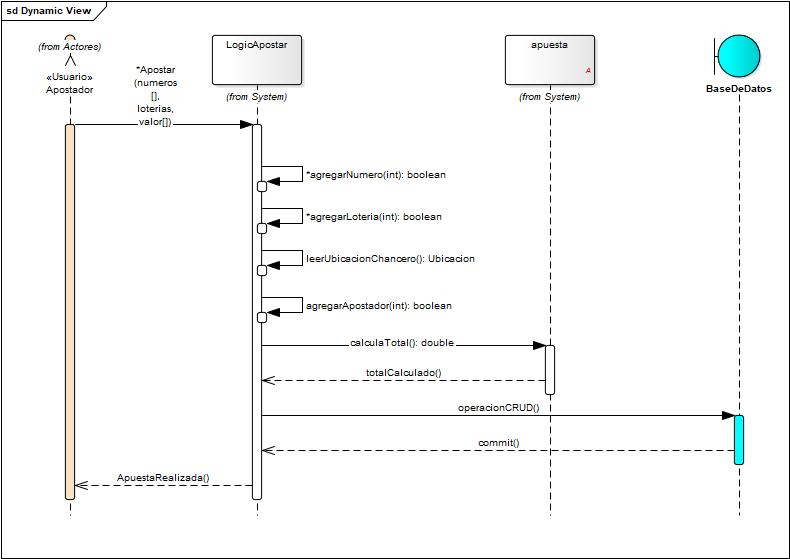 sd Dynamic View
(from Actores)
«Usuario»
Apostador
LogicApostar
(from System)
apuesta
A
(from System)
BaseDeDatos
*Apostar
(numeros
[],
loterias,
valor[])
*agregarNumero(int): boolean
*agregarLoteria(int): boolean
leerUbicacionChancero(): Ubicacion
agregarApostador(int): boolean
calculaTotal(): double
totalCalculado()
operacionCRUD()
commit()
ApuestaRealizada()